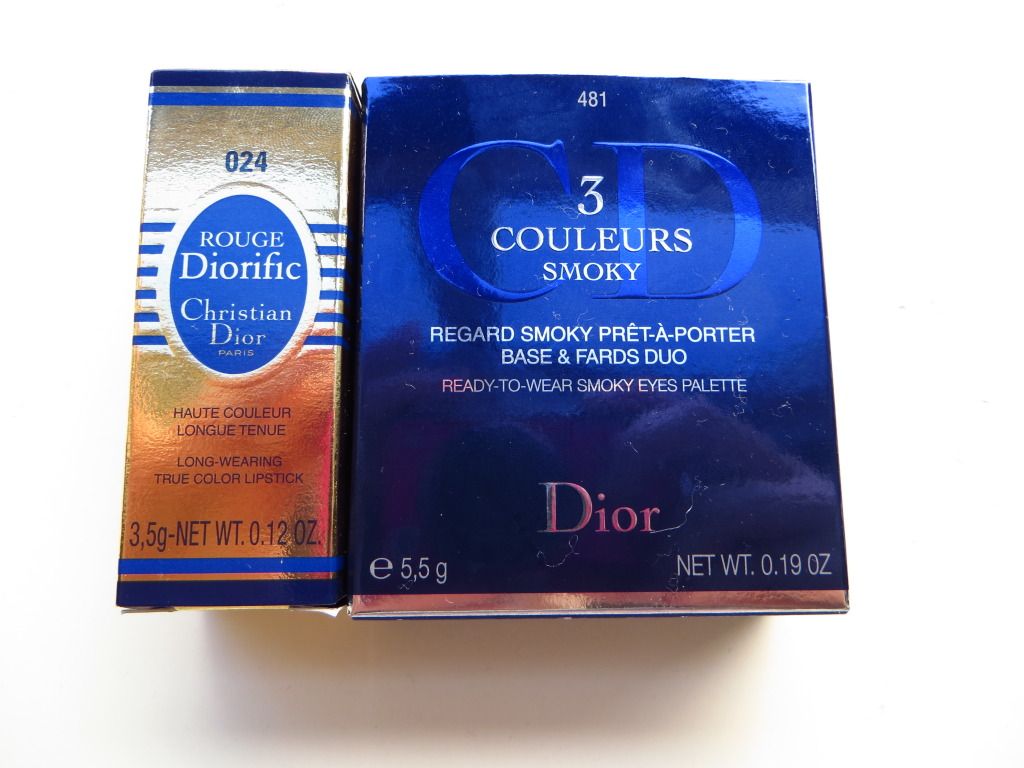 024
ROUGE
Diorific
Christian
Dior
PARIS
HAUTE COULEUR
LONGUE TENUE
LONG-WEARING
TRUE COLOR LIPSTICK
3,5g-NET WT. 0.12 OZ.
481
CD
3
COULEURS
SMOKY
REGARD SMOKY PRÊT-À-PORTER
BASE & FARDS DUO
READY-TO-WEAR SMOKY EYES PALETTE
Dior
℮ 5,5 g
NET WT. 0.19 OZ